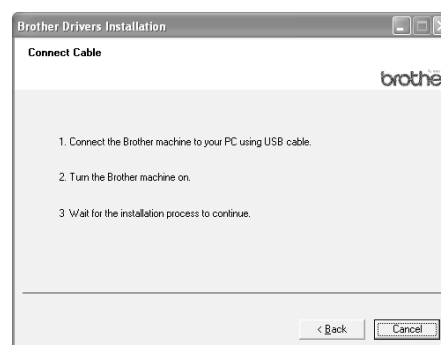 Brother Drivers Installation
Connect Cable
brothe
1. Connect the Brother machine to your PC using USB cable.
2. Turn the Brother machine on.
3 Wait for the installation process to continue.
< Back
Cancel